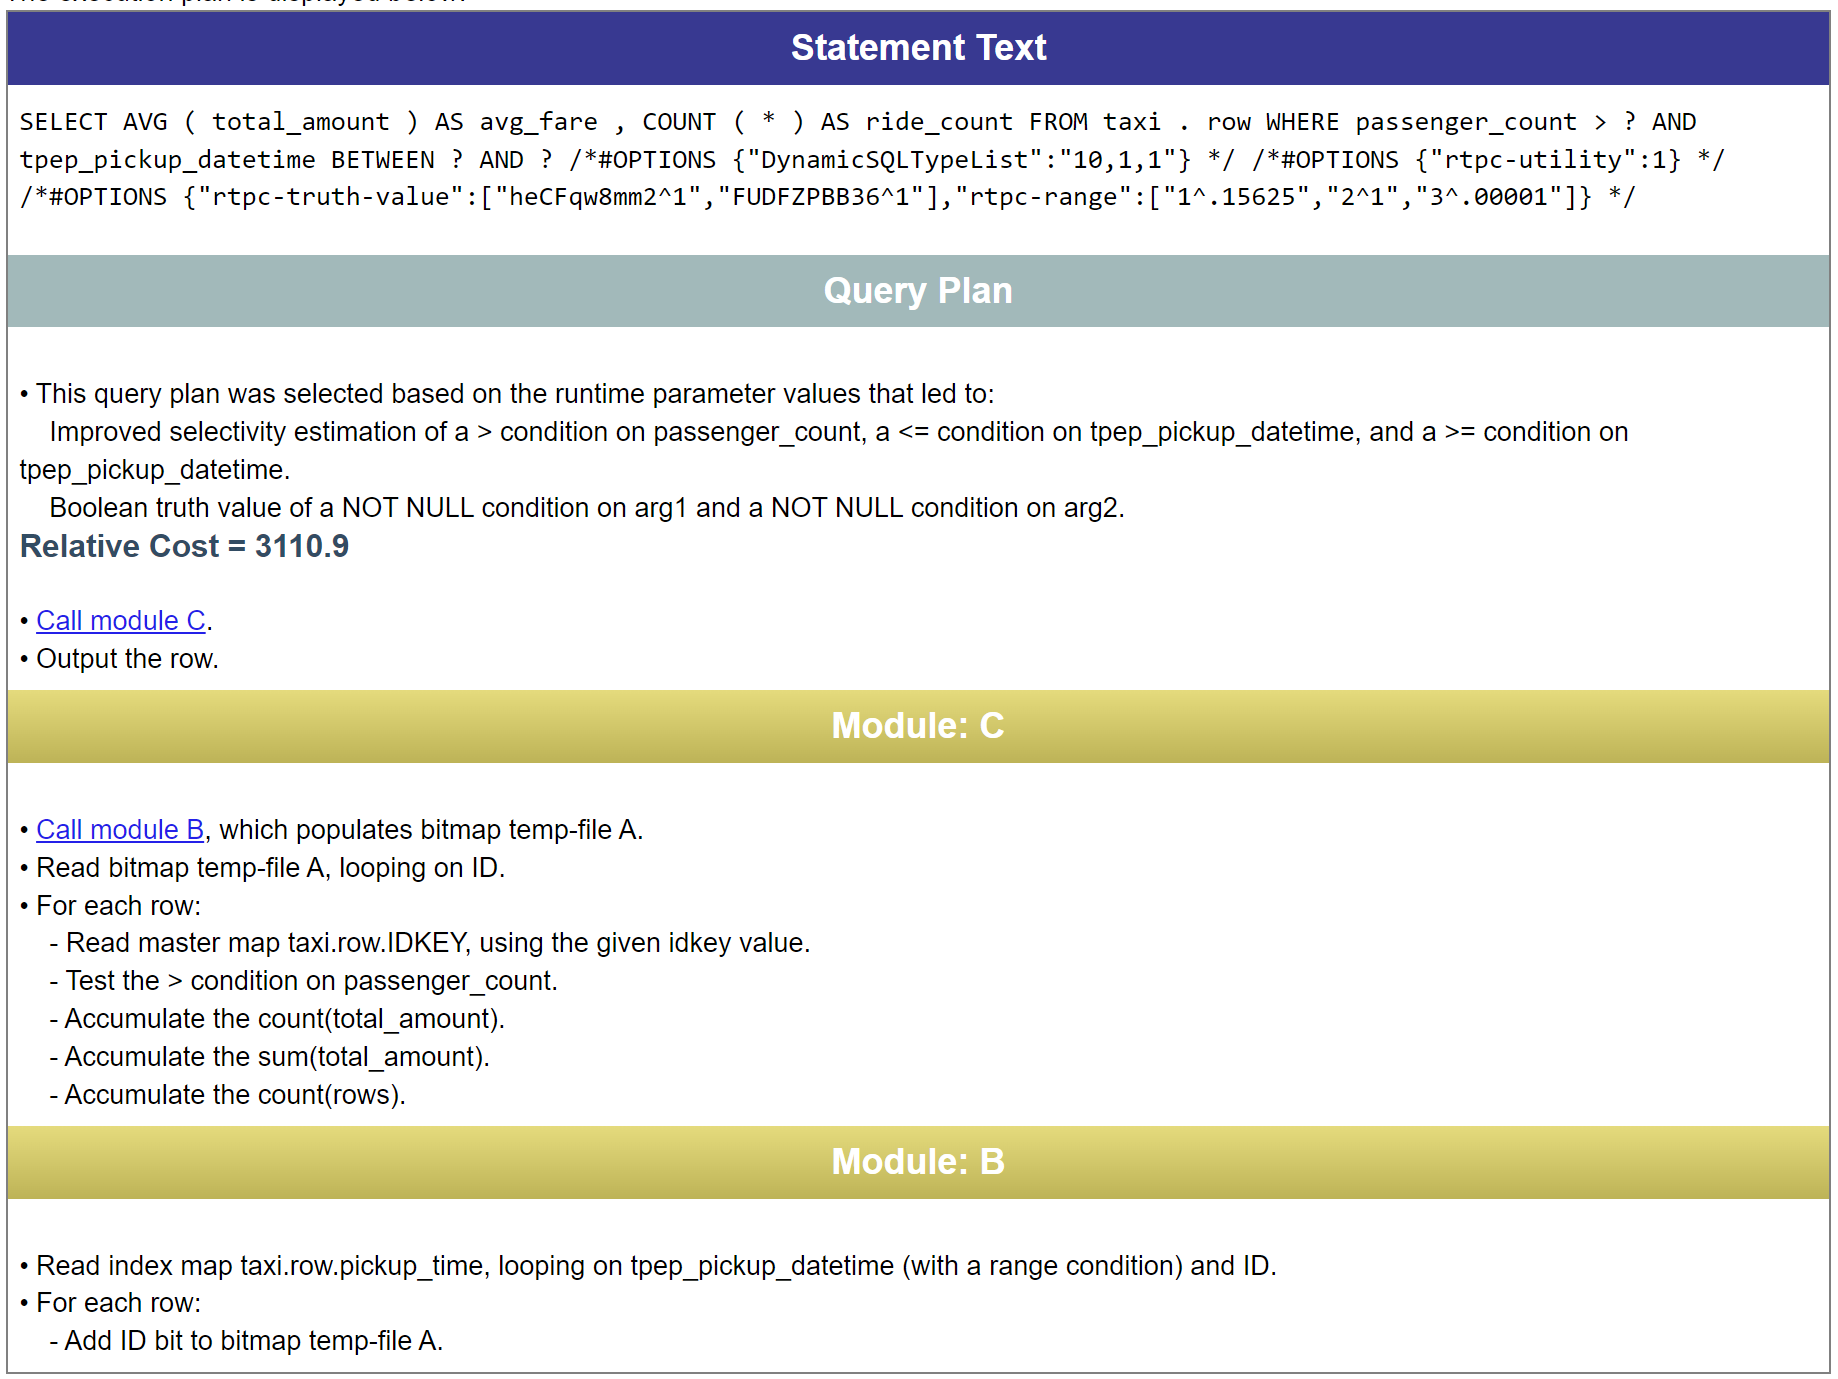 The execution plan is displayed below:
Statement Text
SELECT AVG ( total_amount ) AS avg_fare , COUNT ( * ) AS ride_count FROM taxi . row WHERE passenger_count > ? AND
tpep_pickup_datetime BETWEEN ? AND ? /*#OPTIONS {"DynamicSQLTypeList":"10,1,1"} */ /*#OPTIONS {"rtpc-utility":1} */
/*#OPTIONS {"rtpc-truth-value":["heCFqw8mm2^1","FUDFZPBB36^1"],"rtpc-range":["1^.15625","2^1","3^.00001"]} */
Query Plan
• This query plan was selected based on the runtime parameter values that led to:
Improved selectivity estimation of a > condition on passenger_count, a <= condition on tpep_pickup_datetime, and a >= condition on
tpep_pickup_datetime.
Boolean truth value of a NOT NULL condition on arg1 and a NOT NULL condition on arg2.
Relative Cost = 3110.9
• Call module C.
• Output the row.
Module: C
• Call module B, which populates bitmap temp-file A.
• Read bitmap temp-file A, looping on ID.
• For each row:
- Read master map taxi.row.IDKEY, using the given idkey value.
- Test the > condition on passenger_count.
- Accumulate the count(total_amount).
- Accumulate the sum(total_amount).
- Accumulate the count(rows).
Module: B
• Read index map taxi.row.pickup_time, looping on tpep_pickup_datetime (with a range condition) and ID.
• For each row:
- Add ID bit to bitmap temp-file A.